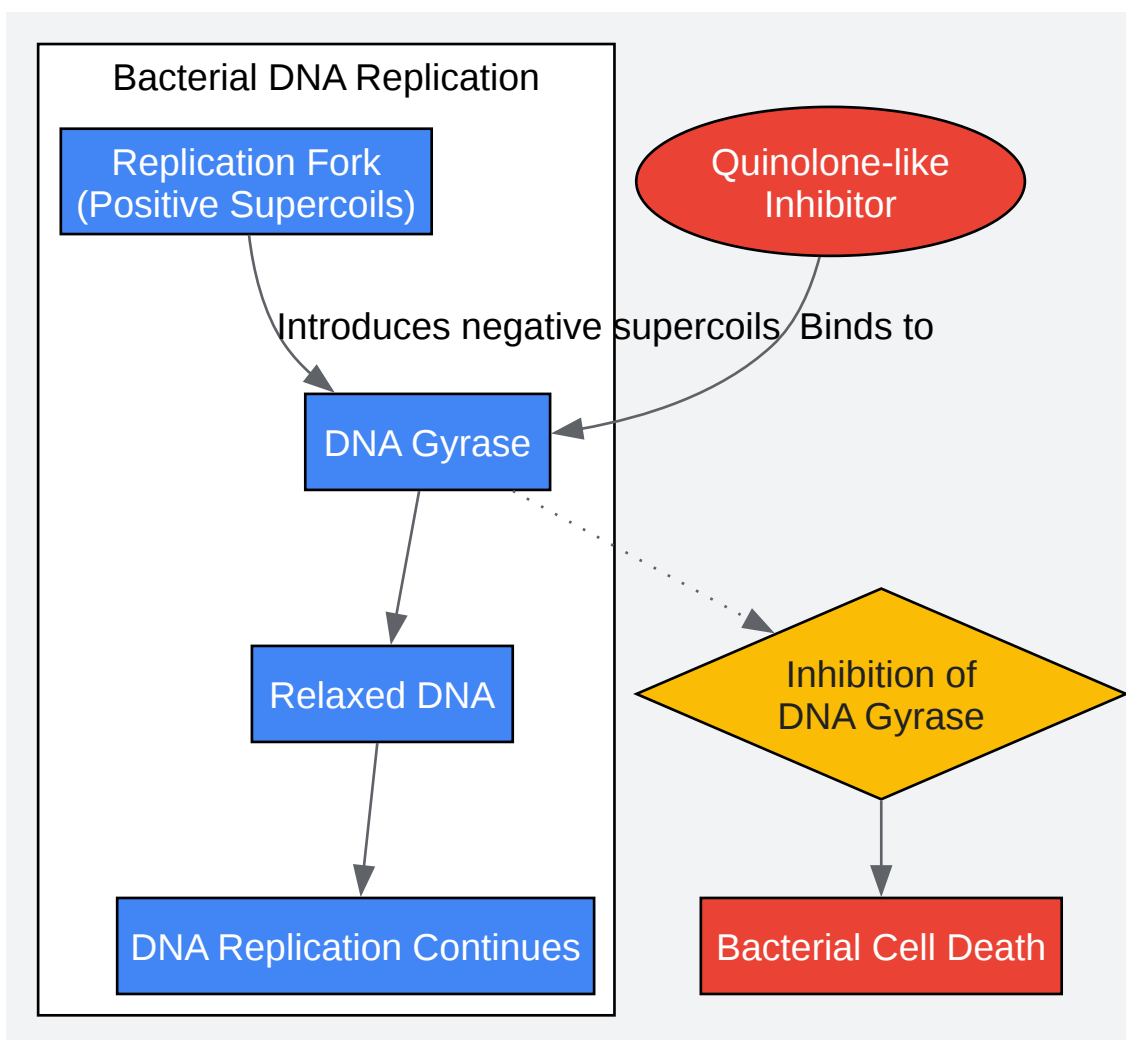 Bacterial DNA Replication
Replication Fork
(Positive Supercoils)
Quinolone-like
Inhibitor
Introduces negative supercoils
Binds to
DNA Gyrase
Relaxed DNA
Inhibition of
DNA Gyrase
DNA Replication Continues
Bacterial Cell Death